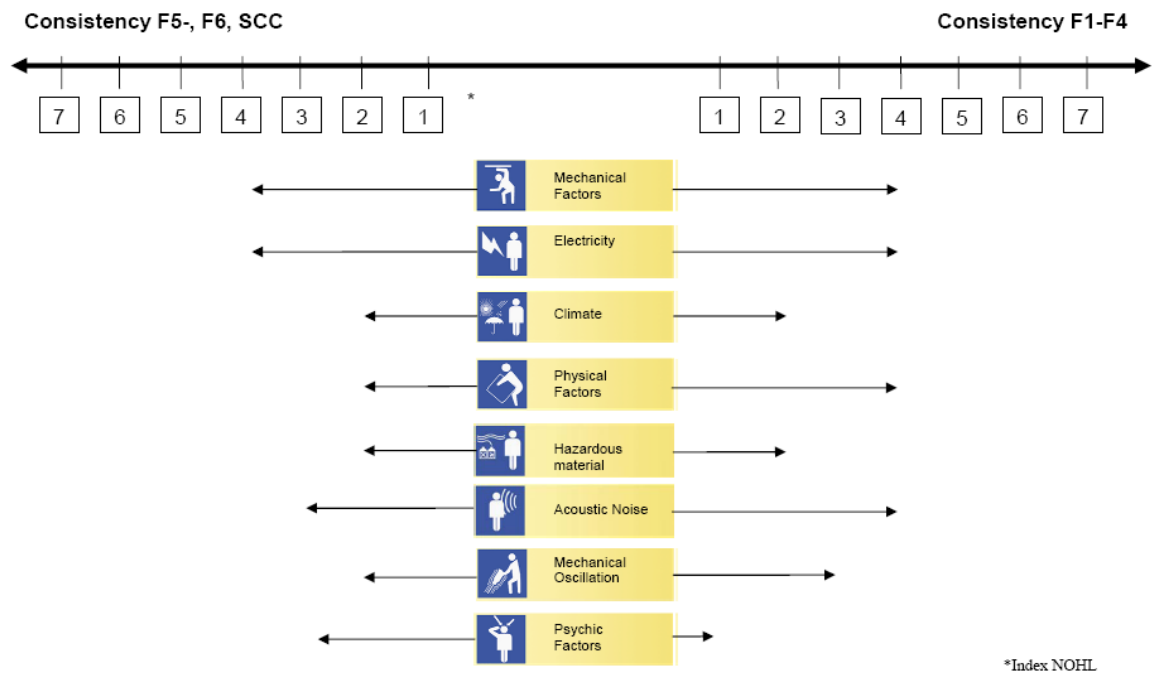 Consistency F5-, F6, SCC Consistency F1-F4
7 6 5 4 3 2 1 * 1 2 3 4 5 6 7
Mechanical
Factors
Electricity
Climate
Physical
Factors
Hazardous
material
Acoustic Noise
Mechanical
Oscillation
Psychic
Factors
*Index NOHL